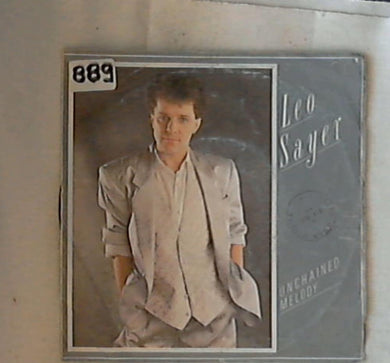 889
Leo
Sayer
UNCHAINED
MELODY